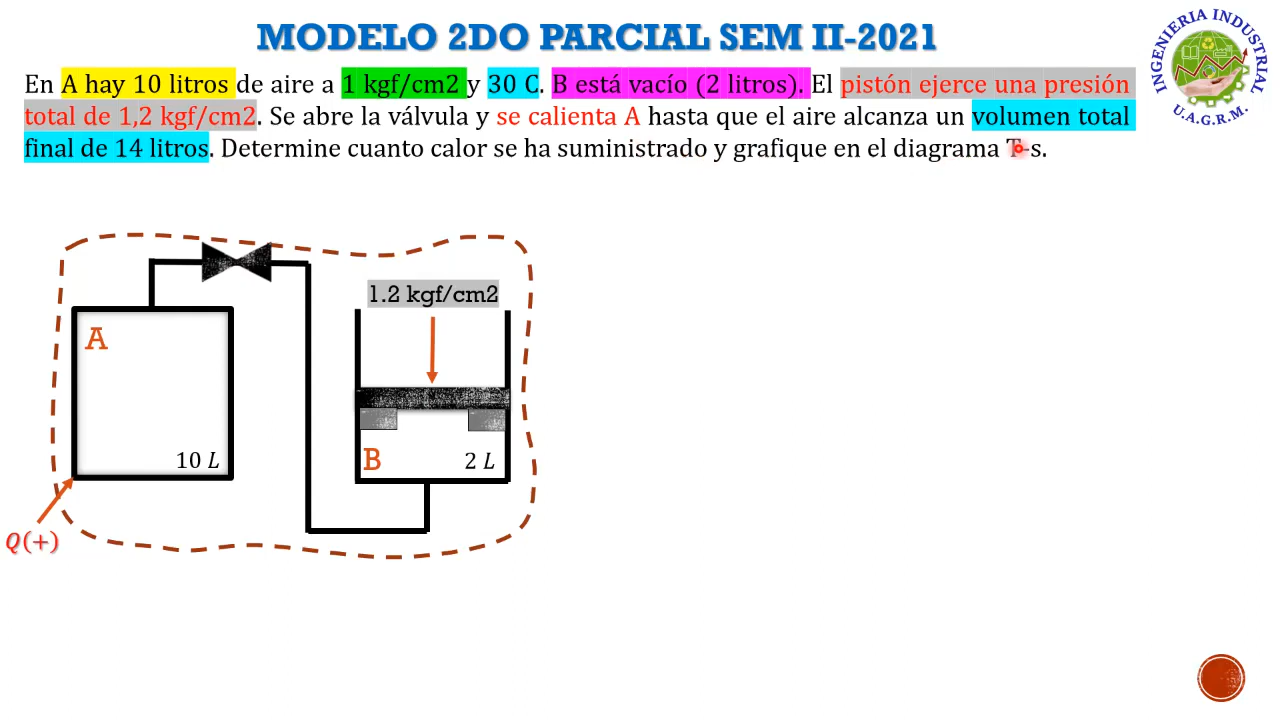 MODELO 2DO PARCIAL SEM II-2021
En A hay 10 litros de aire a 1 kgf/cm2 y 30 C. B está vacío (2 litros). El pistón ejerce una presión
total de 1,2 kgf/cm2. Se abre la válvula y se calienta A hasta que el aire alcanza un volumen total
final de 14 litros. Determine cuanto calor se ha suministrado y grafique en el diagrama T-s.
INGENIERIA INDUSTRIAL
U.A.G.R.M.
1.2 kgf/cm2
A
10 L
B
2 L
Q(+)